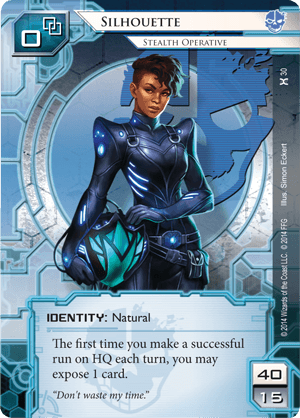 0
Silhouette
Stealth Operative
30
Illus. Simon Eckert
© 2014 Wizards of the Coast LLC. © 2014 FFG
IDENTITY: Natural
The first time you make a successful
run on HQ each turn, you may
expose 1 card.
"Don't waste my time."
40
15